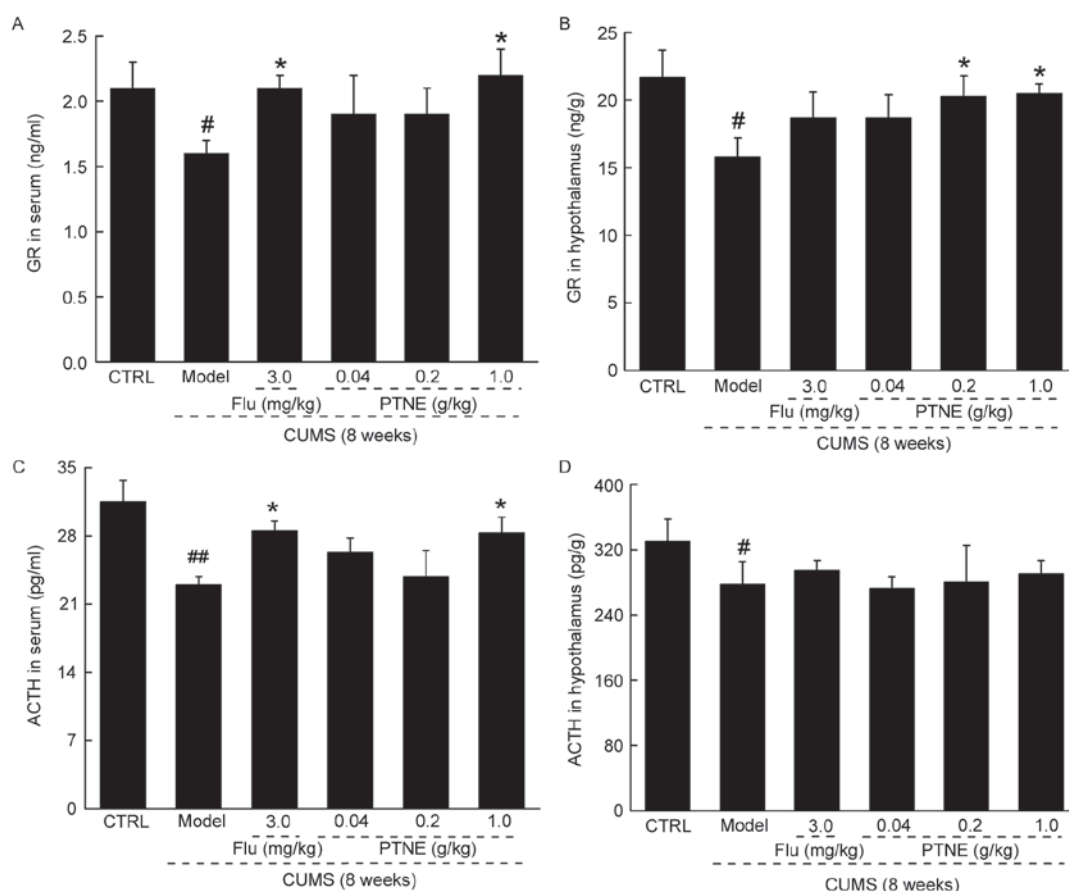 A
GR in serum (ng/ml)
2.5
2.0
1.5
1.0
0.5
0.0
#
*
*
CTRL Model 3.0 0.04 0.2 1.0
Flu (mg/kg) PTNE (g/kg)
CUMS (8 weeks)
B
GR in hypothalamus (ng/g)
25
20
15
10
5
0
#
*
*
CTRL Model 3.0 0.04 0.2 1.0
Flu (mg/kg) PTNE (g/kg)
CUMS (8 weeks)
C
ACTH in serum (pg/ml)
35
28
21
14
7
0
##
*
*
CTRL Model 3.0 0.04 0.2 1.0
Flu (mg/kg) PTNE (g/kg)
CUMS (8 weeks)
D
ACTH in hypothalamus (pg/g)
400
320
240
160
80
0
#
CTRL Model 3.0 0.04 0.2 1.0
Flu (mg/kg) PTNE (g/kg)
CUMS (8 weeks)